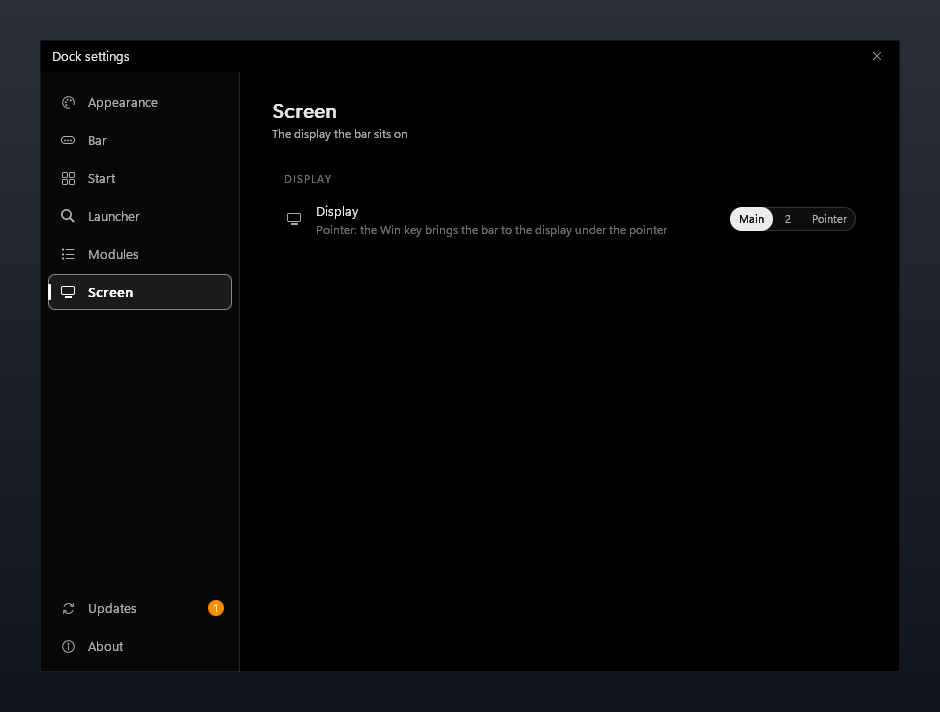 Dock settings
Appearance
Bar
Start
Launcher
Modules
Screen
Updates
1
About
Screen
The display the bar sits on
DISPLAY
Display
Pointer: the Win key brings the bar to the display under the pointer
Main 2 Pointer